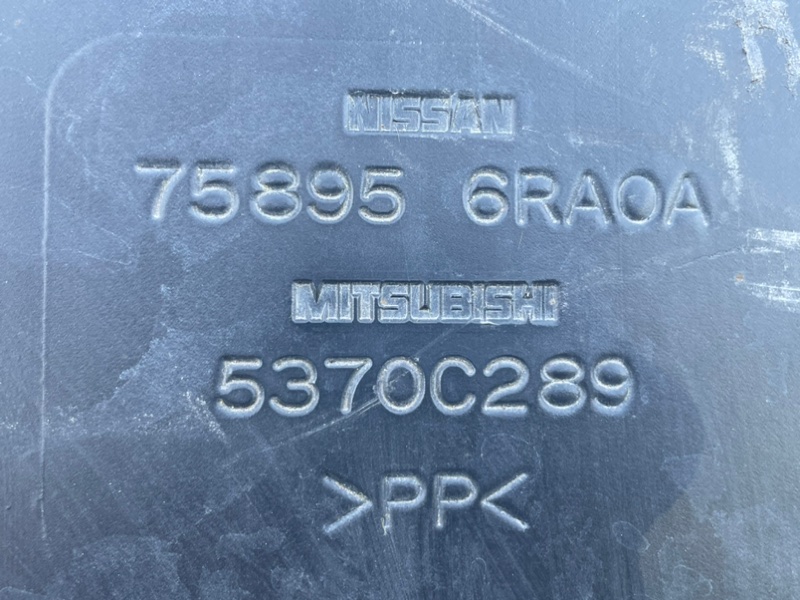 NISSAN
75895 6RA0A
MITSUBISHI
5370C289
>PP<